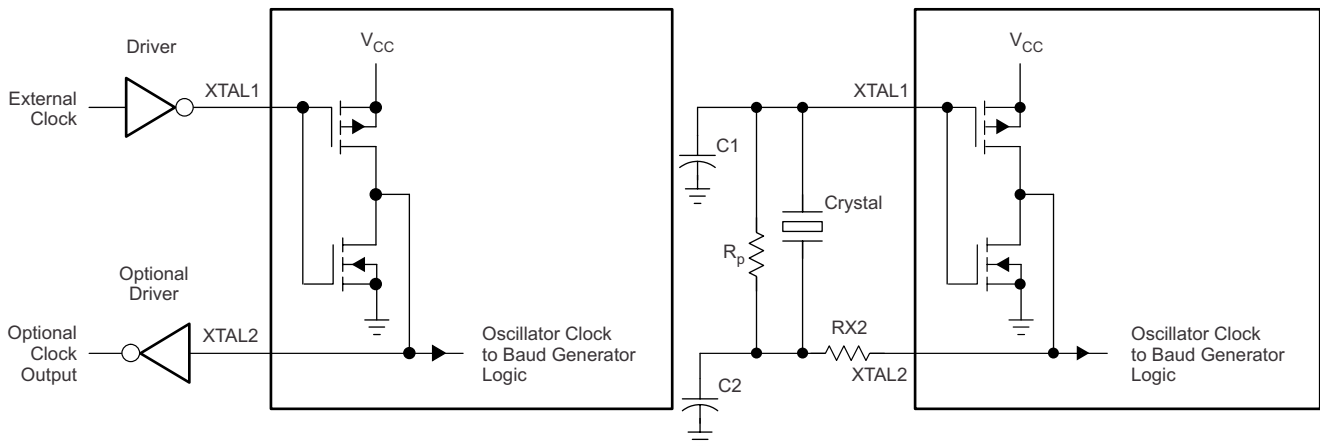 Driver
V_CC
External
Clock
XTAL1
Optional
Driver
Optional
Clock
Output
XTAL2
Oscillator Clock
to Baud Generator
Logic
V_CC
XTAL1
C1
Crystal
R_p
RX2
XTAL2
C2
Oscillator Clock
to Baud Generator
Logic